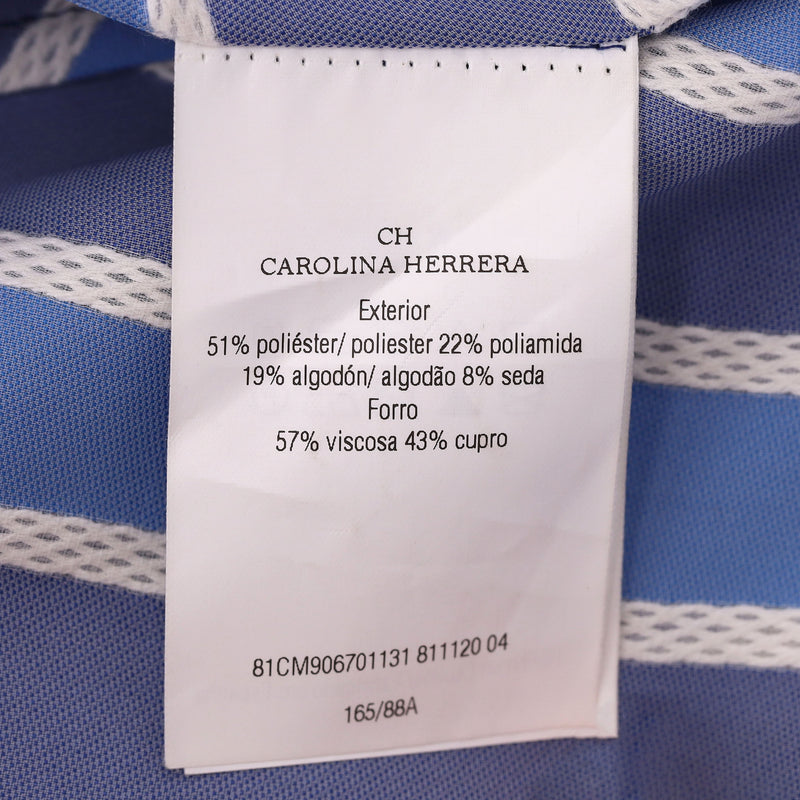 CH
CAROLINA HERRERA
Exterior
51% poliéster/ poliester 22% poliamida
19% algodón/ algodão 8% seda
Forro
57% viscosa 43% cupro
81CM906701131 811120 04
165/88A